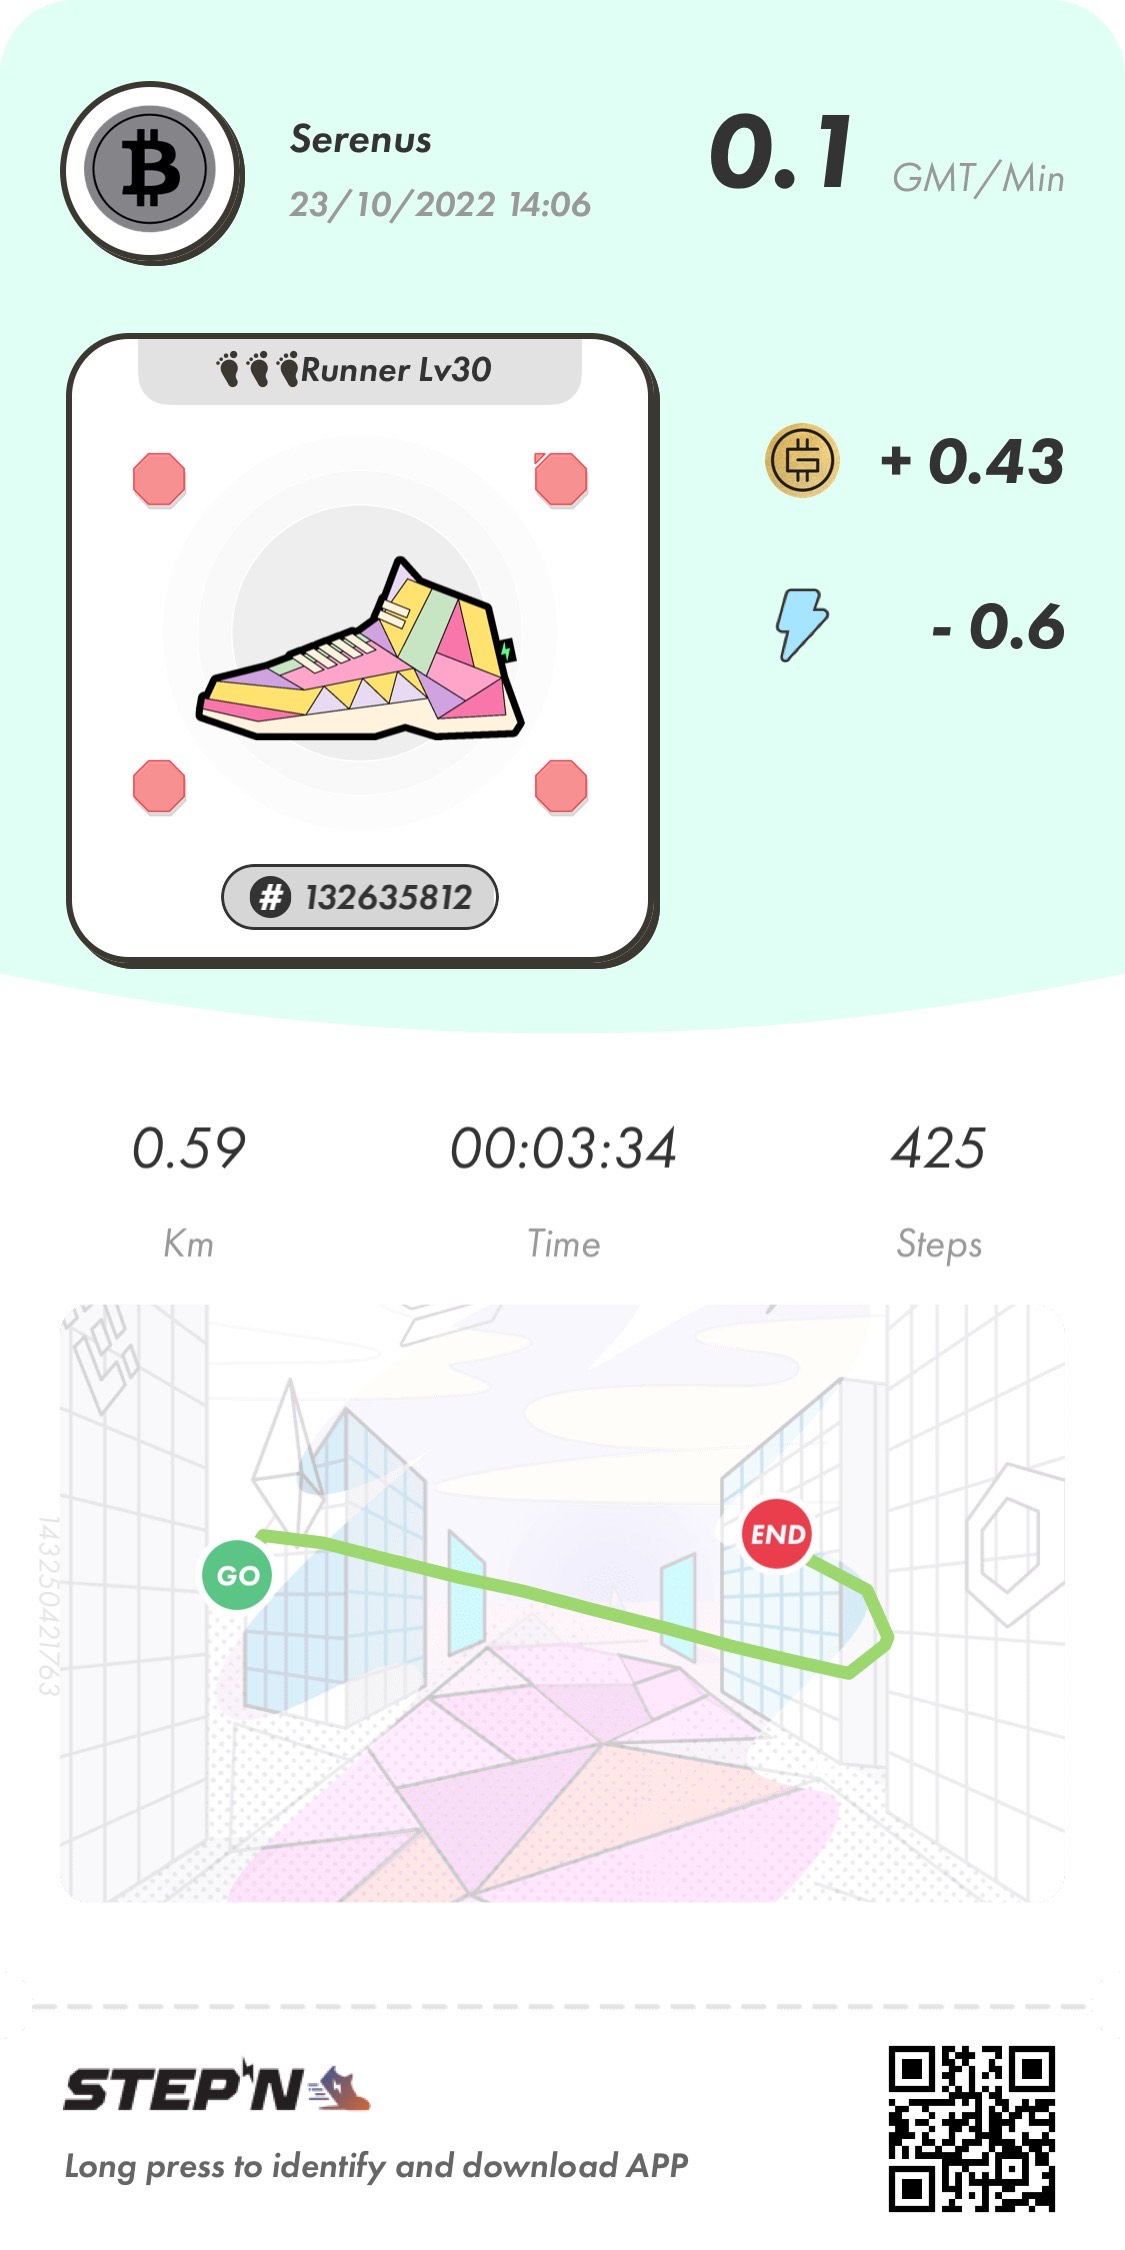 Serenus
23/10/2022 14:06
0.1 GMT/Min
Runner Lv30
+ 0.43
- 0.6
# 132635812
0.59
00:03:34
425
Km
Time
Steps
143250421763
GO
END
STEP'N
Long press to identify and download APP